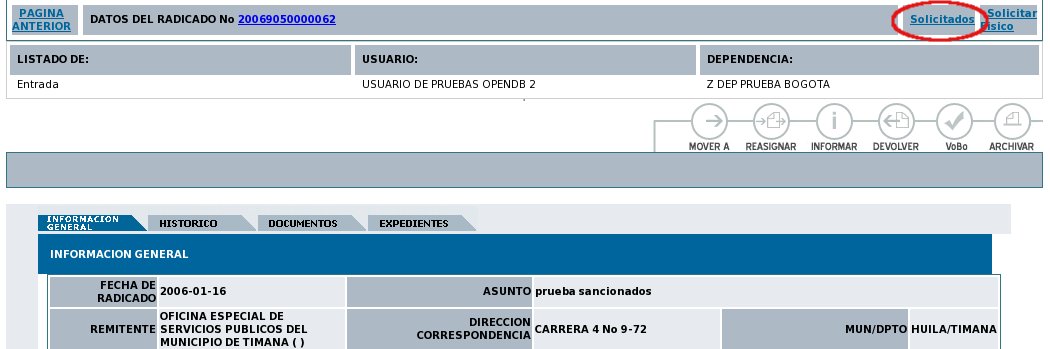 PAGINA
ANTERIOR
DATOS DEL RADICADO No 20069050000062
Solicitados
Solicitar
Fisico
LISTADO DE:
USUARIO:
DEPENDENCIA:
Entrada
USUARIO DE PRUEBAS OPENDB 2
Z DEP PRUEBA BOGOTA
MOVER A
REASIGNAR
INFORMAR
DEVOLVER
VoBo
ARCHIVAR
INFORMACION
GENERAL
HISTORICO
DOCUMENTOS
EXPEDIENTES
INFORMACION GENERAL
FECHA DE
RADICADO
2006-01-16
ASUNTO
prueba sancionados
REMITENTE
OFICINA ESPECIAL DE
SERVICIOS PUBLICOS DEL
MUNICIPIO DE TIMANA ( )
DIRECCION
CORRESPONDENCIA
CARRERA 4 No 9-72
MUN/DPTO
HUILA/TIMANA